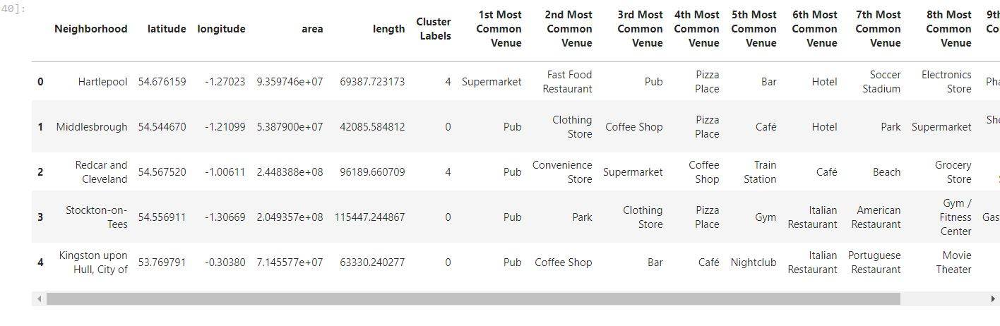 40]:
Neighborhood latitude longitude area length Cluster Labels 1st Most Common Venue 2nd Most Common Venue 3rd Most Common Venue 4th Most Common Venue 5th Most Common Venue 6th Most Common Venue 7th Most Common Venue 8th Most Common Venue 9th Co
0 Hartlepool 54.676159 -1.27023 9.359746e+07 69387.723173 4 Supermarket Fast Food Restaurant Pub Pizza Place Bar Hotel Soccer Stadium Electronics Store Pha
1 Middlesbrough 54.544670 -1.21099 5.387900e+07 42085.584812 0 Pub Clothing Store Coffee Shop Pizza Place Café Hotel Park Supermarket Sho
2 Redcar and Cleveland 54.567520 -1.00611 2.448388e+08 96189.660709 4 Pub Convenience Store Supermarket Coffee Shop Train Station Café Beach Grocery Store
3 Stockton-on-Tees 54.556911 -1.30669 2.049357e+08 115447.244867 0 Pub Park Clothing Store Pizza Place Gym Italian Restaurant American Restaurant Gym / Fitness Center Gas
4 Kingston upon Hull, City of 53.769791 -0.30380 7.145577e+07 63330.240277 0 Pub Coffee Shop Bar Café Nightclub Italian Restaurant Portuguese Restaurant Movie Theater